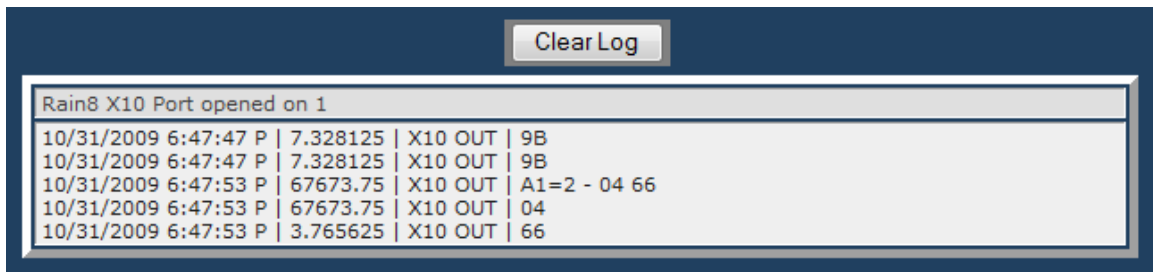 Clear Log
Rain8 X10 Port opened on 1
10/31/2009 6:47:47 P | 7.328125 | X10 OUT | 9B
10/31/2009 6:47:47 P | 7.328125 | X10 OUT | 9B
10/31/2009 6:47:53 P | 67673.75 | X10 OUT | A1=2 - 04 66
10/31/2009 6:47:53 P | 67673.75 | X10 OUT | 04
10/31/2009 6:47:53 P | 3.765625 | X10 OUT | 66